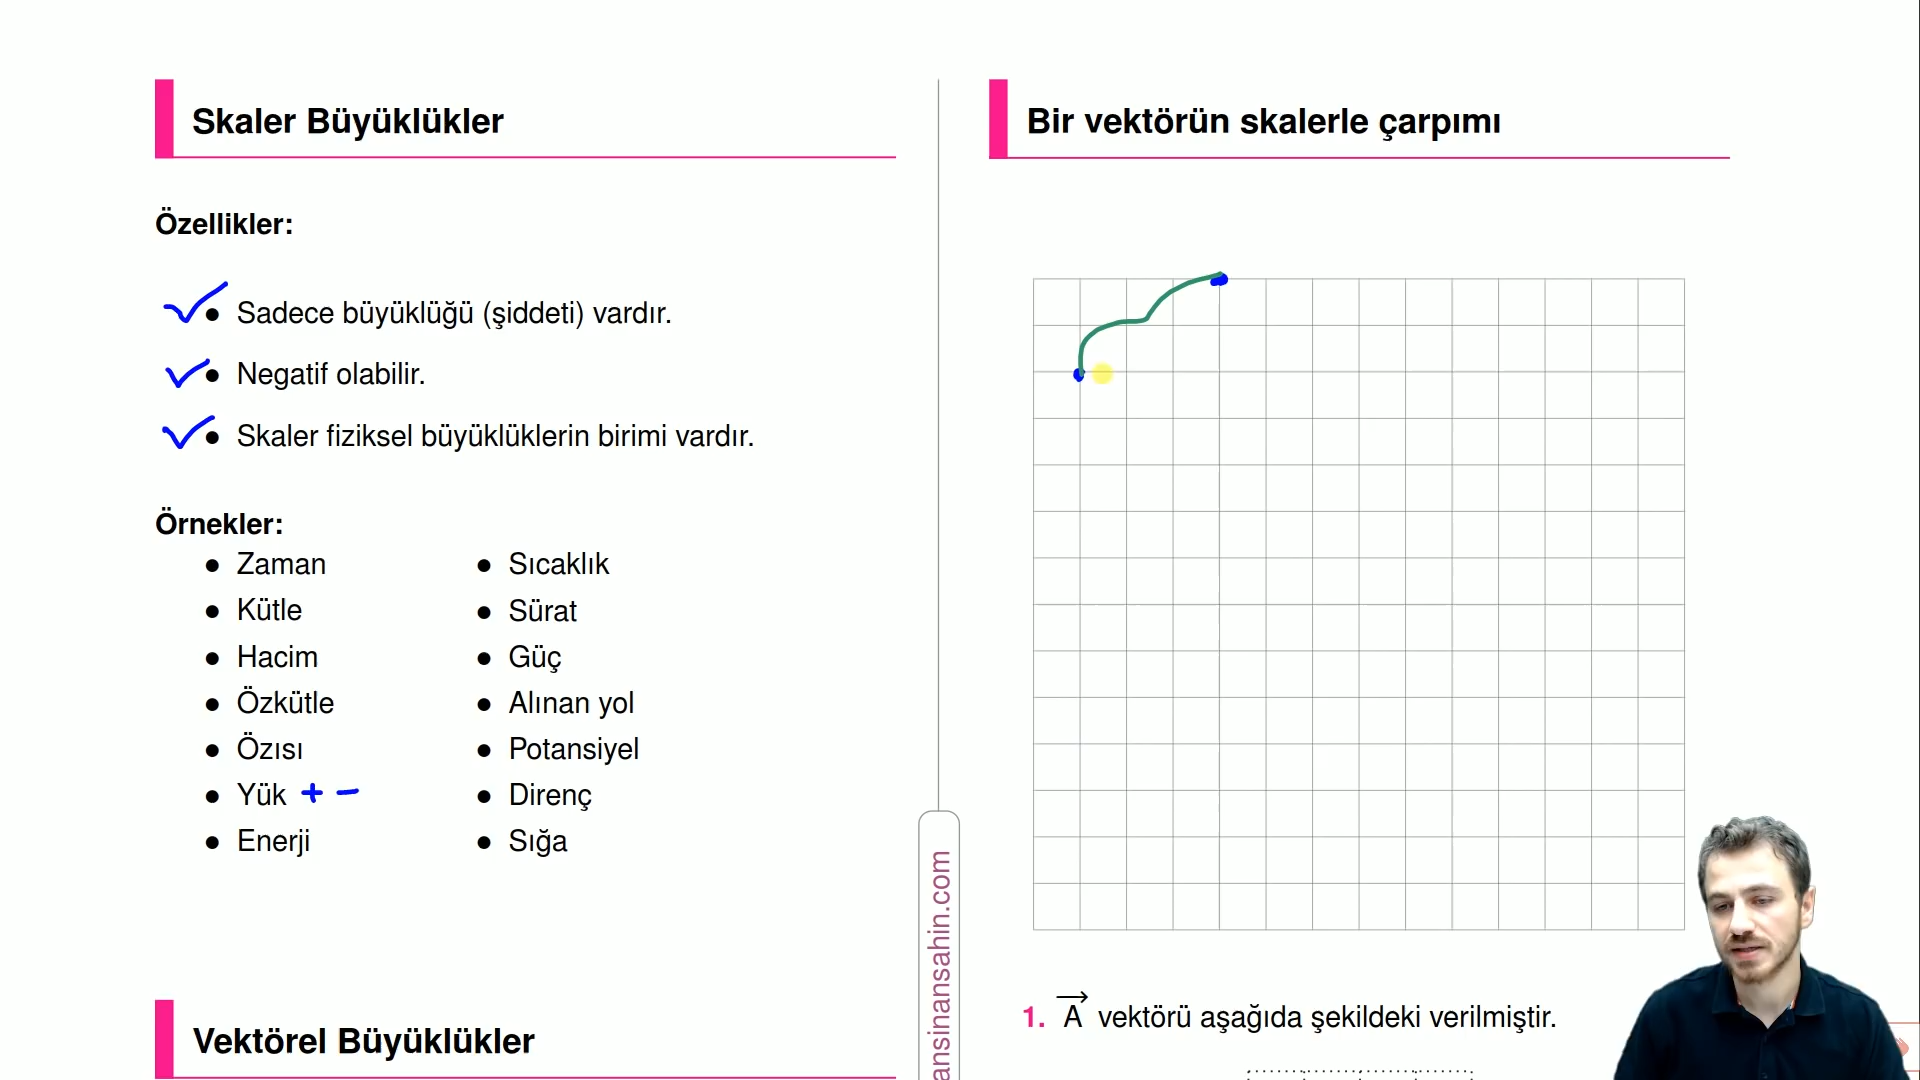 Skaler Büyüklükler
Özellikler:
● Sadece büyüklüğü (şiddeti) vardır.
● Negatif olabilir.
● Skaler fiziksel büyüklüklerin birimi vardır.
Örnekler:
● Zaman
● Kütle
● Hacim
● Özkütle
● Özısı
● Yük + −
● Enerji
● Sıcaklık
● Sürat
● Güç
● Alınan yol
● Potansiyel
● Direnç
● Sığa
Vektörel Büyüklükler
ansinansahin.com
Bir vektörün skalerle çarpımı
1. A vektörü aşağıda şekildeki verilmiştir.